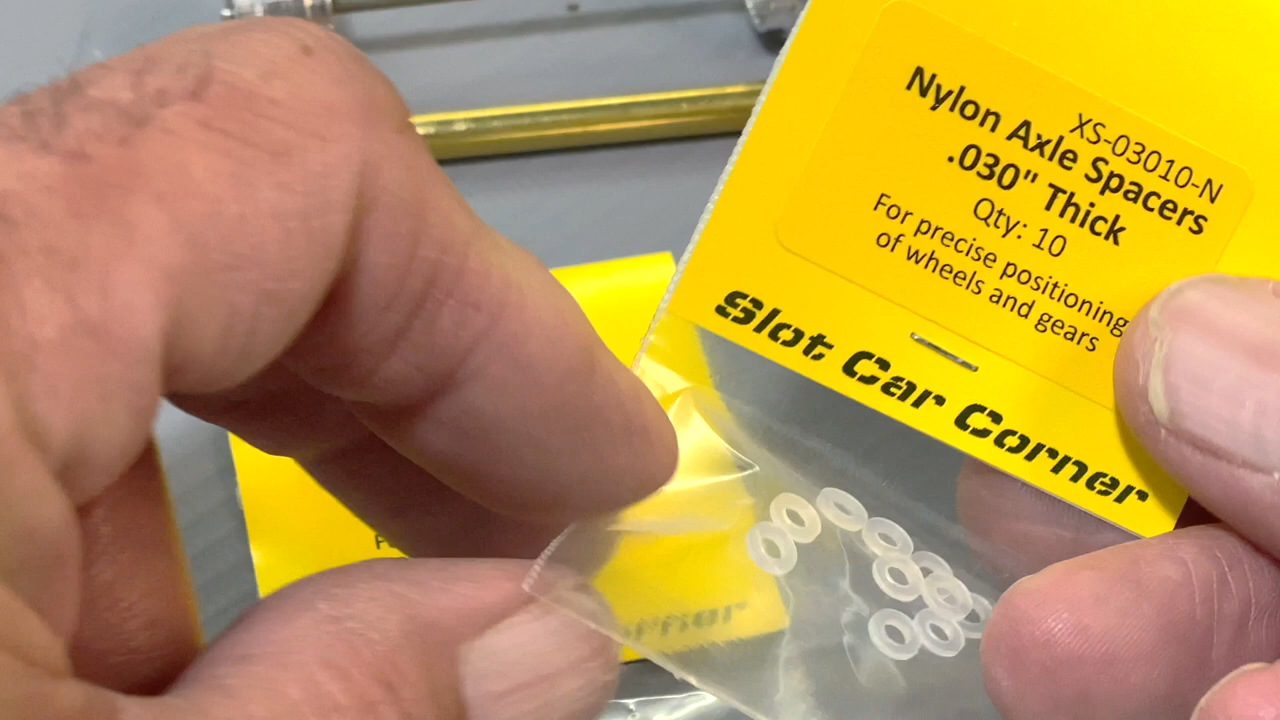 XS-03010-N
Nylon Axle Spacers
.030" Thick
Qty: 10
For precise positioning
of wheels and gears
Slot Car Corner